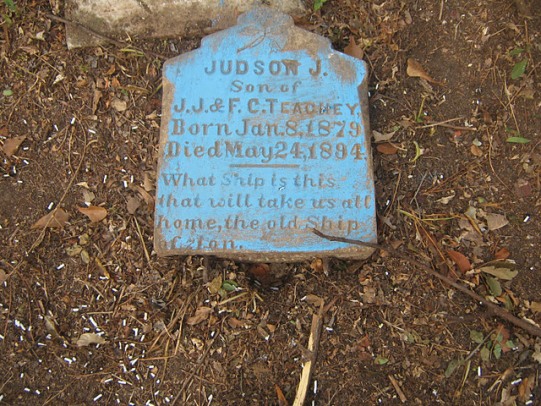 JUDSON J.
Son of
J.J.& F.C. TEACHEY,
Born Jan. 8, 1879
Died May 24, 1894.
What Ship is this
that will take us all
home, the old Ship
of zion.